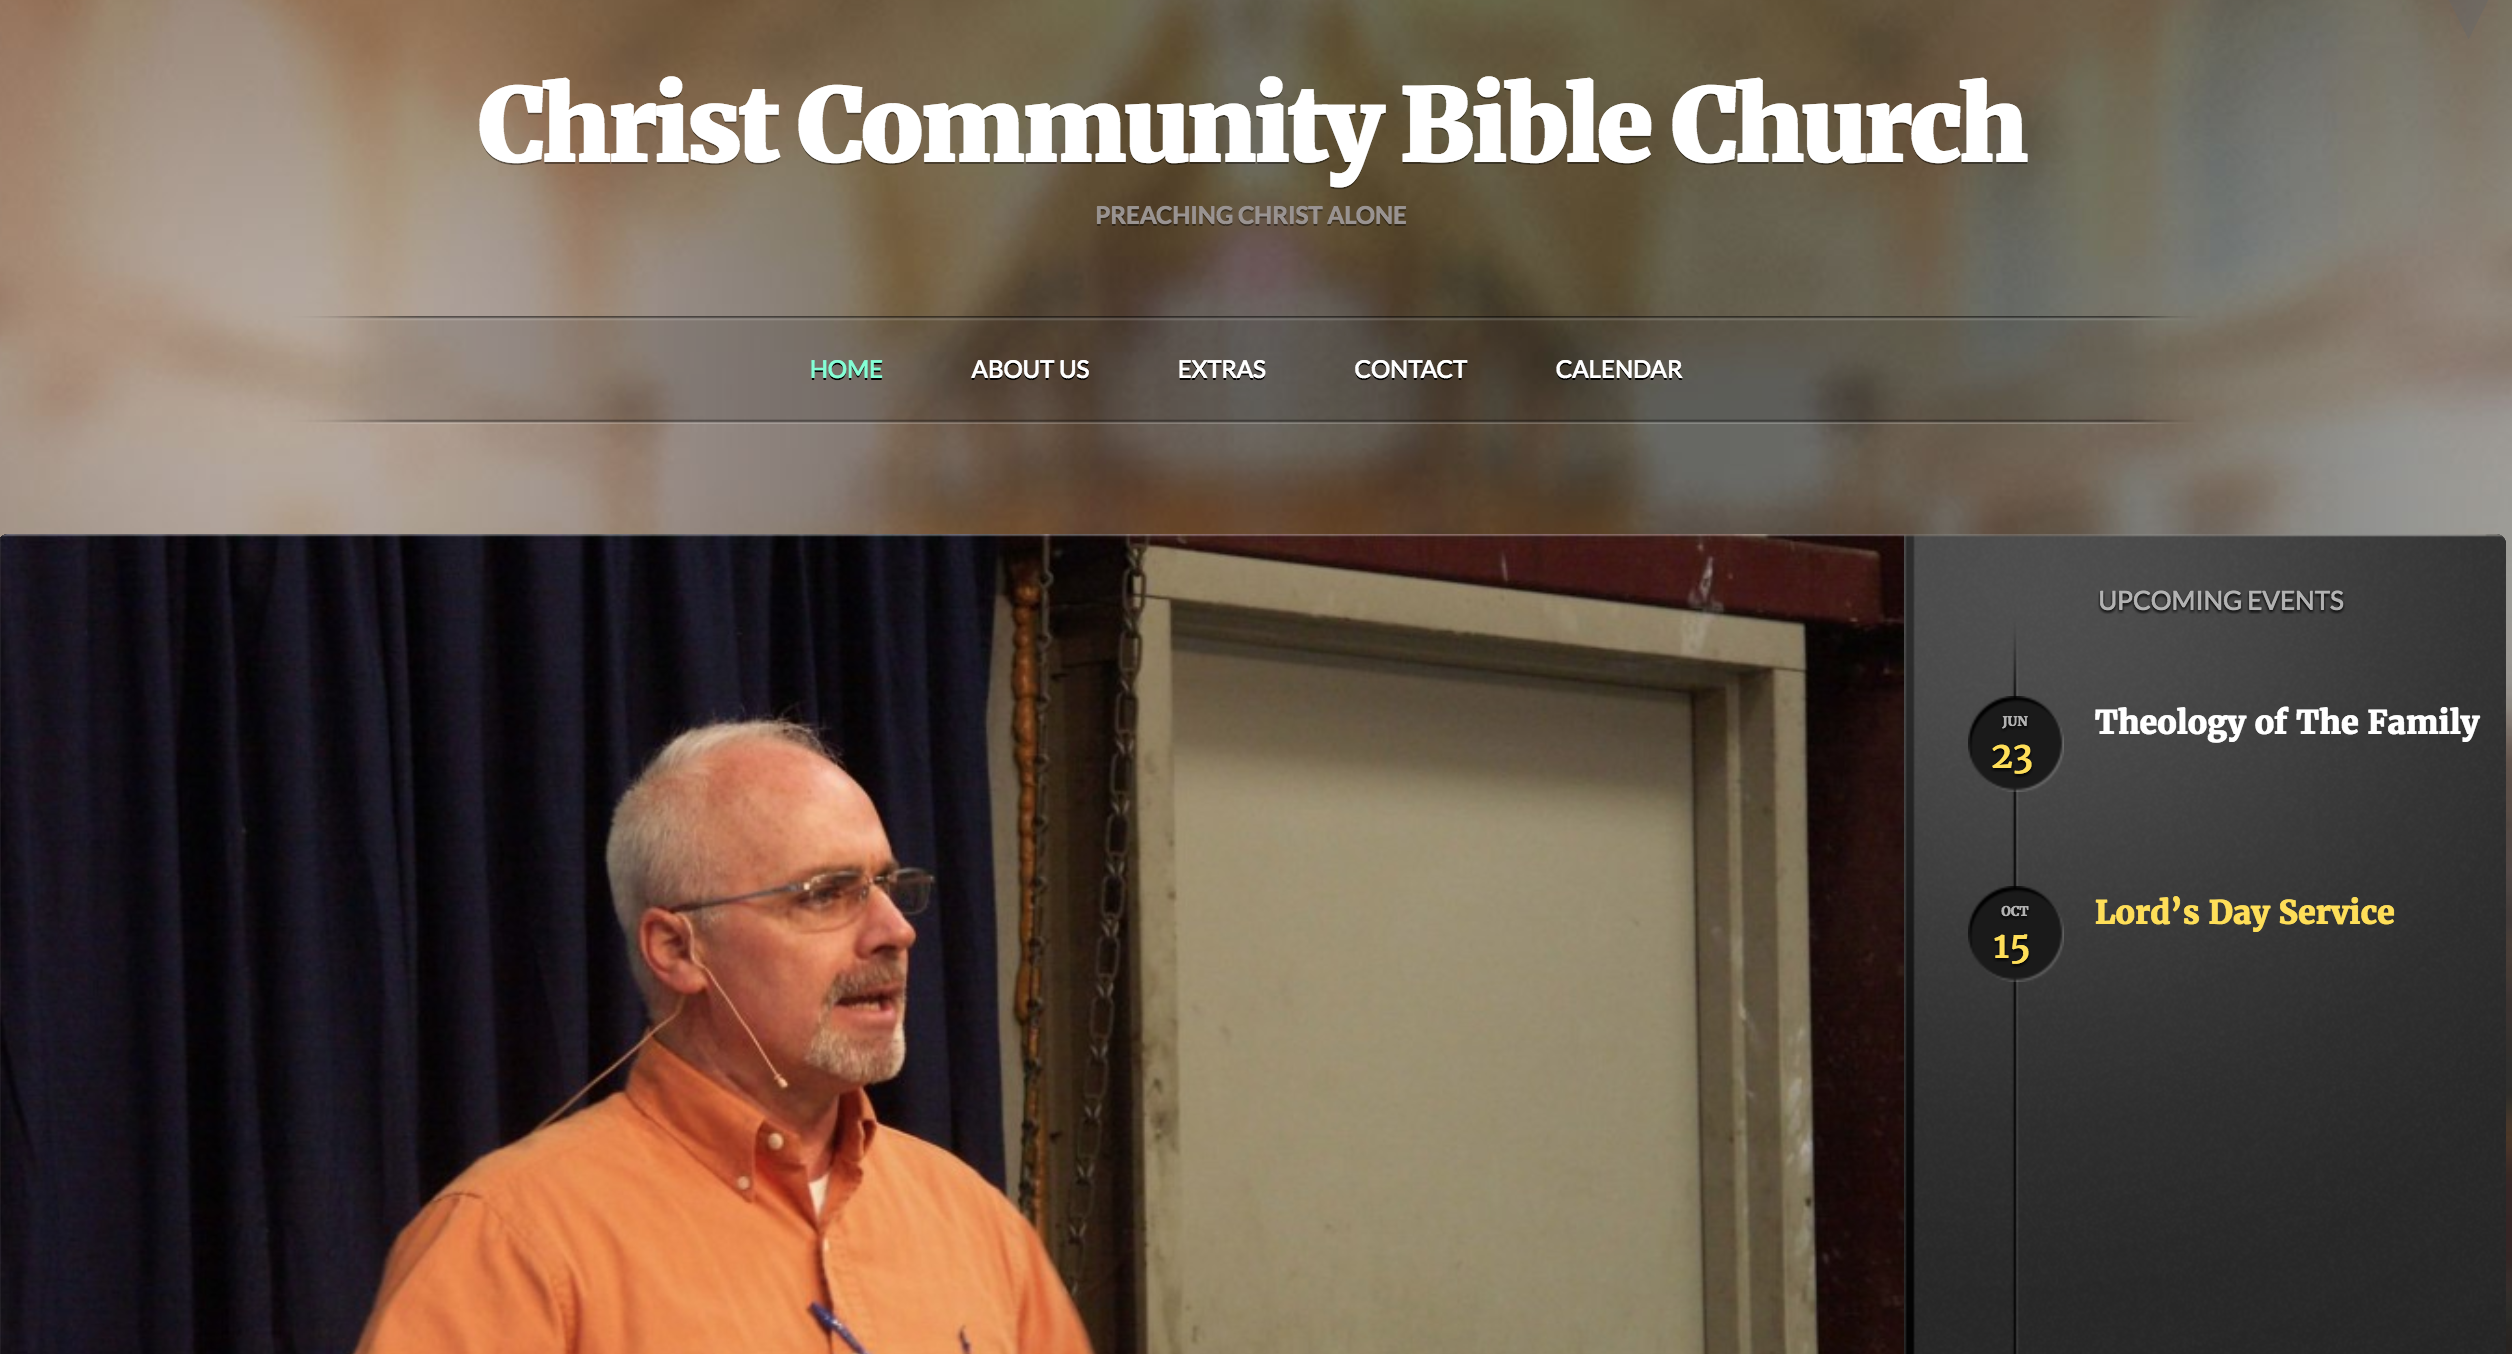 Christ Community Bible Church
PREACHING CHRIST ALONE
HOME ABOUT US EXTRAS CONTACT CALENDAR
UPCOMING EVENTS
JUN
23
Theology of The Family
OCT
15
Lord’s Day Service